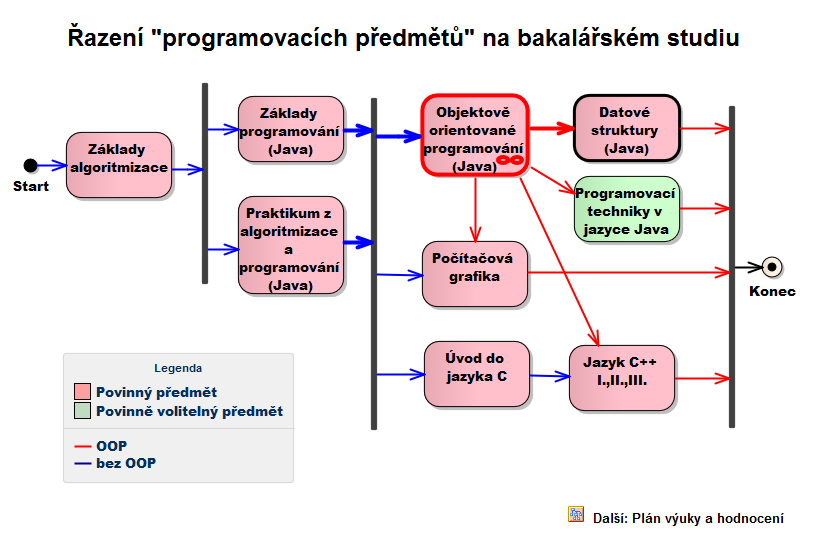 Řazení "programovacích předmětů" na bakalářském studiu
Start
Základy
algoritmizace
Základy
programování
(Java)
Praktikum z
algoritmizace
a
programování
(Java)
Objektově
orientované
programování
(Java)
Datové
struktury
(Java)
Programovací
techniky v
jazyce Java
Počítačová
grafika
Úvod do
jazyka C
Jazyk C++
I.,II.,III.
Konec
Legenda
Povinný předmět
Povinně volitelný předmět
OOP
bez OOP
Další: Plán výuky a hodnocení